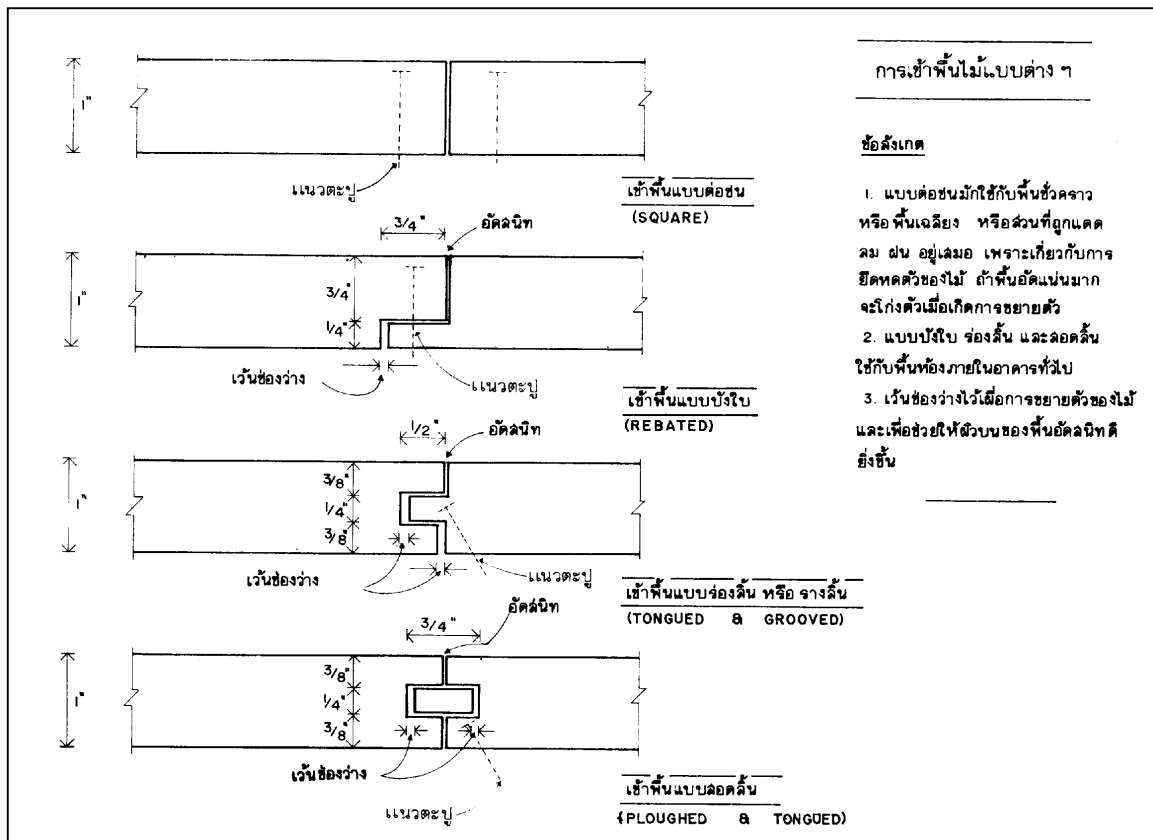 1"
แนวตะปู
เข้าพื้นแบบต่อชน
(SQUARE)
3/4"
อัดสนิท
1"
3/4"
1/4"
เว้นช่องว่าง
แนวตะปู
เข้าพื้นแบบบังใบ
(REBATED)
1/2"
อัดสนิท
1"
3/8"
1/4"
3/8"
เว้นช่องว่าง
แนวตะปู
เข้าพื้นแบบร่องลิ้น หรือ รางลิ้น
(TONGUED & GROOVED)
3/4"
อัดสนิท
1"
3/8"
1/4"
3/8"
เว้นช่องว่าง
แนวตะปู
เข้าพื้นแบบสอดลิ้น
(PLOUGHED & TONGUED)
การเข้าพื้นไม้แบบต่าง ๆ
ข้อสังเกต
1. แบบต่อชนมักใช้กับพื้นชั่วคราว
หรือพื้นเฉลียง หรือส่วนที่ถูกแดด
ลม ฝน อยู่เสมอ เพราะเกี่ยวกับการ
ยืดหดตัวของไม้ ถ้าพื้นอัดแน่นมาก
จะโก่งตัวเมื่อเกิดการขยายตัว
2. แบบบังใบ ร่องลิ้น และสอดลิ้น
ใช้กับพื้นห้องภายในอาคารทั่วไป
3. เว้นช่องว่างไว้เผื่อการขยายตัวของไม้
และเพื่อช่วยให้ผิวบนของพื้นอัดสนิทดี
ยิ่งขึ้น